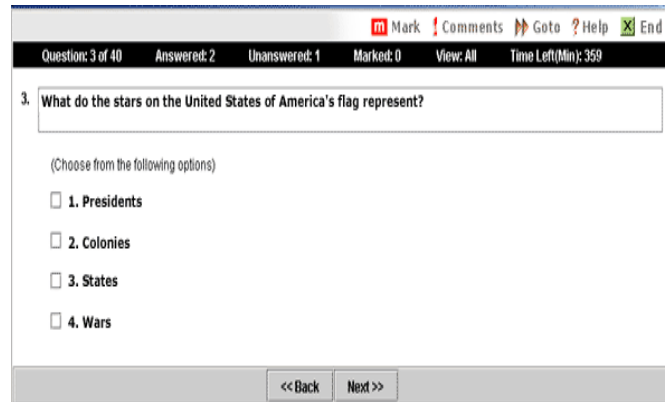 m Mark ! Comments Goto ? Help X End
Question: 3 of 40 Answered: 2 Unanswered: 1 Marked: 0 View: All Time Left(Min): 359
3. What do the stars on the United States of America's flag represent?
(Choose from the following options)
1. Presidents
2. Colonies
3. States
4. Wars
<< Back Next >>